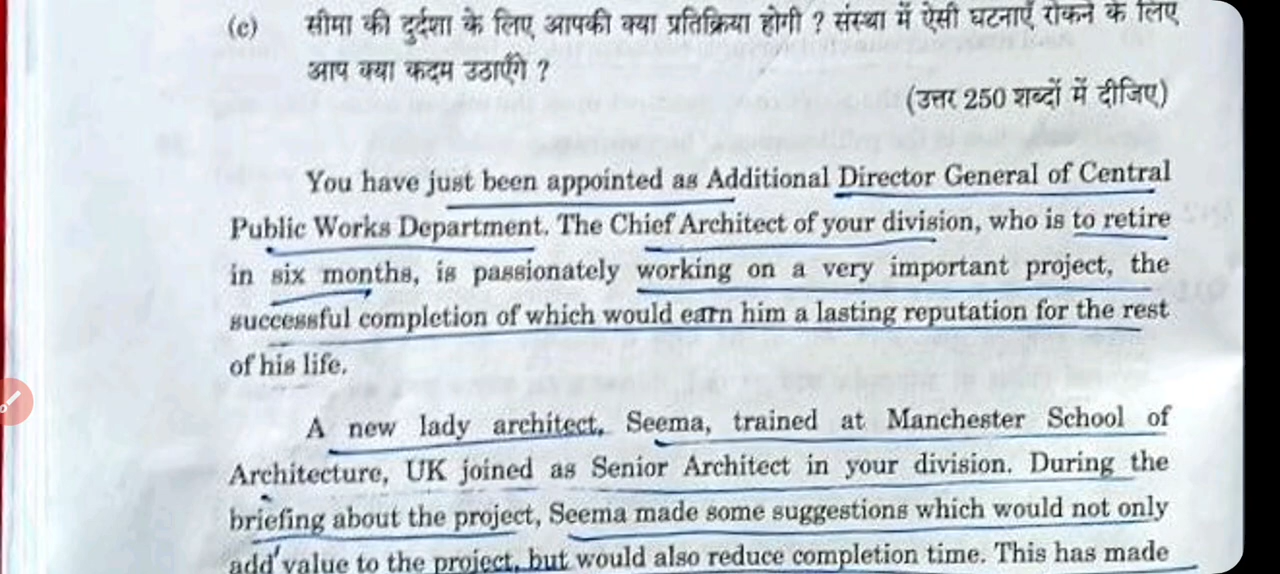 (c) सीमा की दुर्दशा के लिए आपकी क्या प्रतिक्रिया होगी ? संस्था में ऐसी घटनाएँ रोकने के लिए
आप क्या कदम उठाएँगे ?
(उत्तर 250 शब्दों में दीजिए)
You have just been appointed as Additional Director General of Central
Public Works Department. The Chief Architect of your division, who is to retire
in six months, is passionately working on a very important project, the
successful completion of which would earn him a lasting reputation for the rest
of his life.
A new lady architect, Seema, trained at Manchester School of
Architecture, UK joined as Senior Architect in your division. During the
briefing about the project, Seema made some suggestions which would not only
add value to the project, but would also reduce completion time. This has made